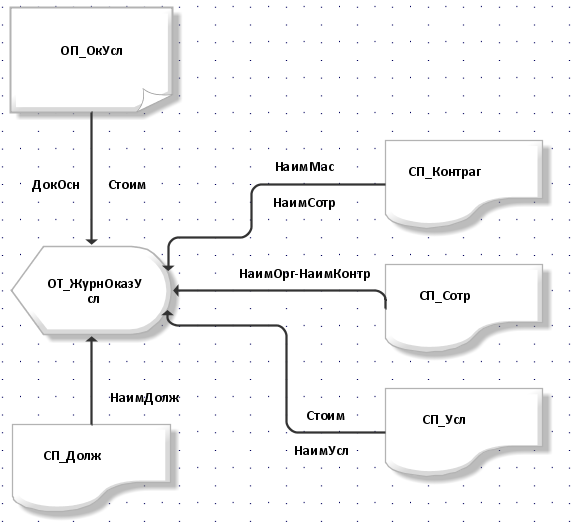 ОП_ОкУсл
ДокОсн
Стоим
НаимМас
НаимСотр
СП_Контраг
ОТ_ЖурнОказУ
сл
НаимОрг-НаимКонтр
СП_Сотр
НаимДолж
СП_Долж
Стоим
НаимУсл
СП_Усл